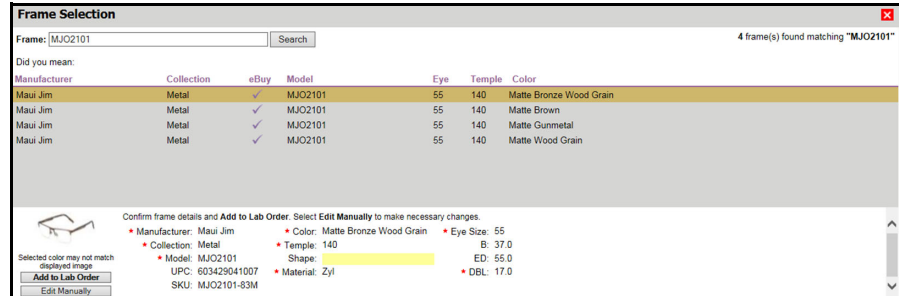 Frame Selection
Frame: MJO2101 Search 4 frame(s) found matching "MJO2101"
Did you mean:
Manufacturer Collection eBuy Model Eye Temple Color
Maui Jim Metal ✓ MJO2101 55 140 Matte Bronze Wood Grain
Maui Jim Metal ✓ MJO2101 55 140 Matte Brown
Maui Jim Metal ✓ MJO2101 55 140 Matte Gunmetal
Maui Jim Metal ✓ MJO2101 55 140 Matte Wood Grain
Confirm frame details and Add to Lab Order. Select Edit Manually to make necessary changes.
* Manufacturer: Maui Jim * Color: Matte Bronze Wood Grain * Eye Size: 55
* Collection: Metal * Temple: 140 B: 37.0
* Model: MJO2101 Shape: ED: 55.0
UPC: 603429041007 * Material: Zyl * DBL: 17.0
SKU: MJO2101-83M
Selected color may not match
displayed image
Add to Lab Order
Edit Manually